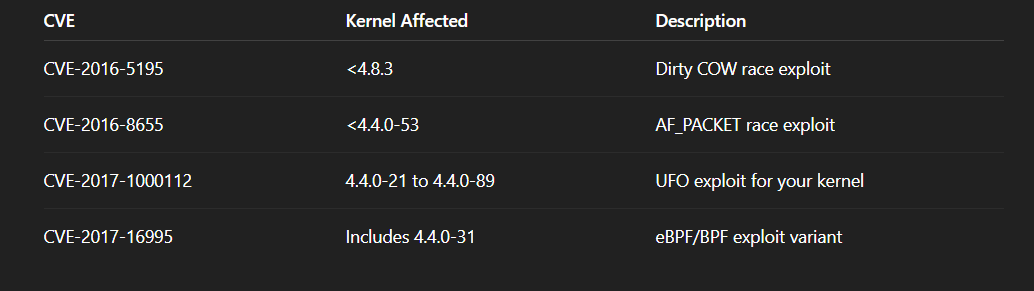 CVE Kernel Affected Description
CVE-2016-5195 <4.8.3 Dirty COW race exploit
CVE-2016-8655 <4.4.0-53 AF_PACKET race exploit
CVE-2017-1000112 4.4.0-21 to 4.4.0-89 UFO exploit for your kernel
CVE-2017-16995 Includes 4.4.0-31 eBPF/BPF exploit variant